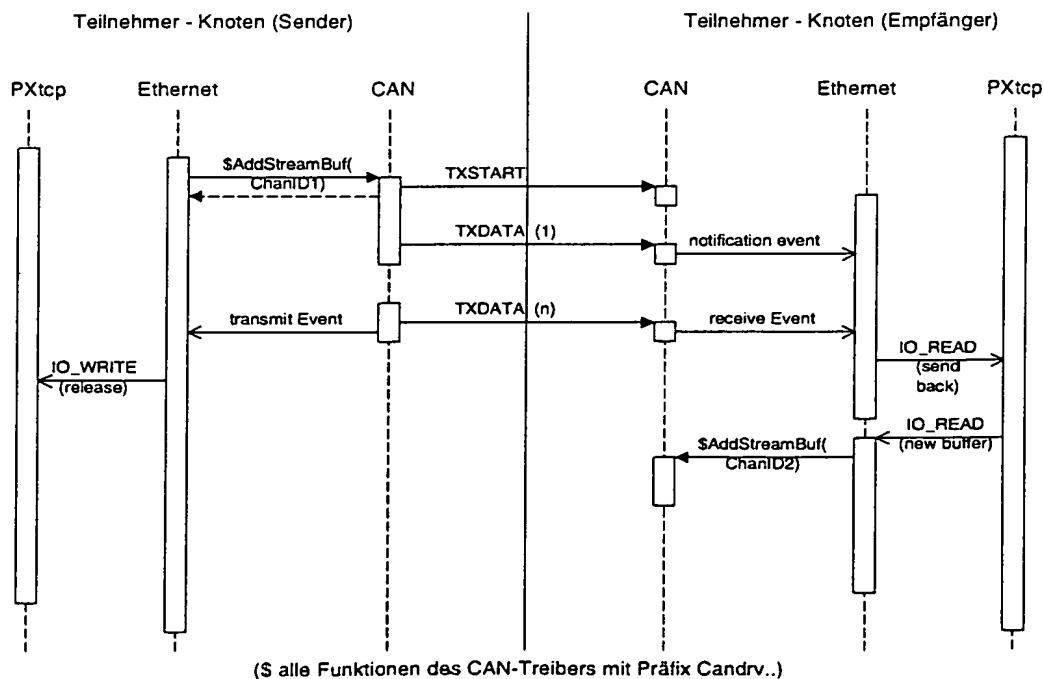 Teilnehmer - Knoten (Sender)
Teilnehmer - Knoten (Empfänger)
PXtcp
Ethernet
CAN
CAN
Ethernet
PXtcp
$AddStreamBuf(
ChanID1)
TXSTART
TXDATA (1)
notification event
transmit Event
TXDATA (n)
receive Event
IO_WRITE
(release)
IO_READ
(send
back)
IO_READ
(new buffer)
$AddStreamBuf(
ChanID2)
($ alle Funktionen des CAN-Treibers mit Präfix Candrv..)